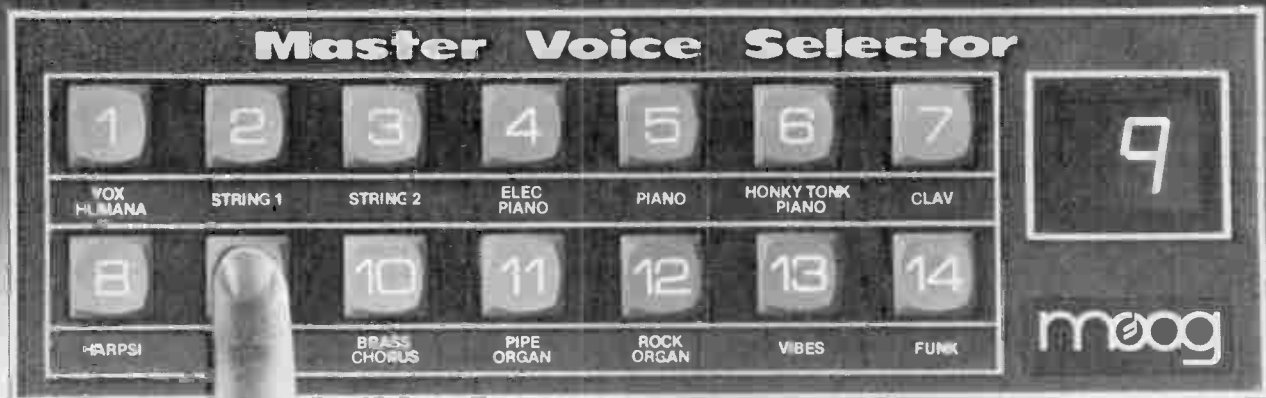 Master Voice Selector
1 2 3 4 5 6 7
9
VOX HUMANA
STRING 1
STRING 2
ELEC PIANO
PIANO
HONKY TONK PIANO
CLAV
8 10 11 12 13 14
HARPSI
BRASS CHORUS
PIPE ORGAN
ROCK ORGAN
VIBES
FUNK
moog